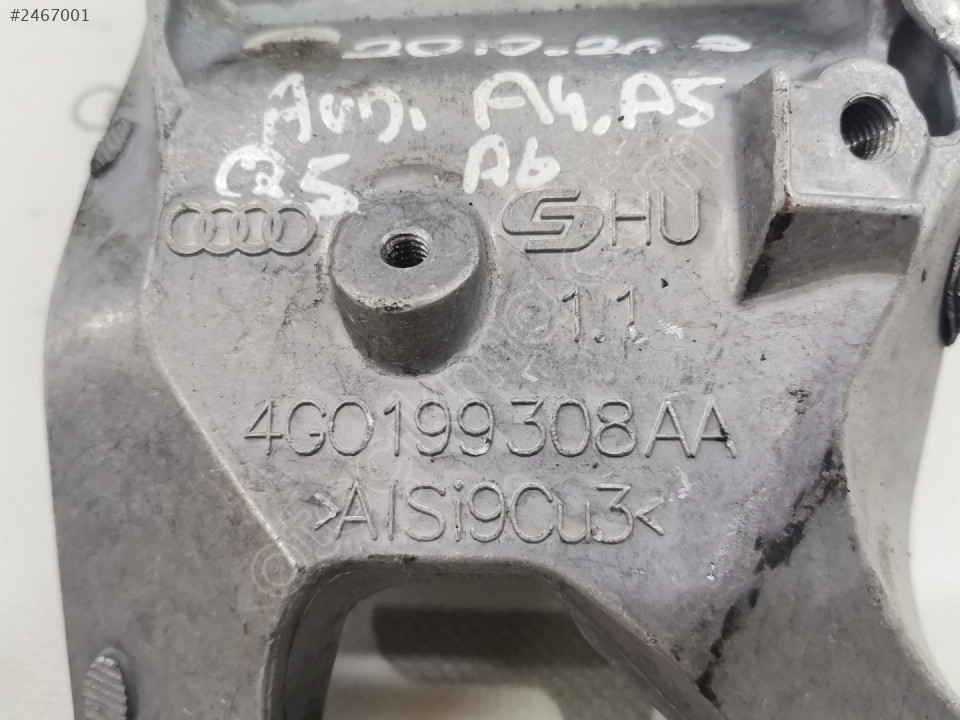 #2467001
Audi A4.A5
Q5 A6
SHU
1.1
4G0199308AA
>AlSi9Cu3<